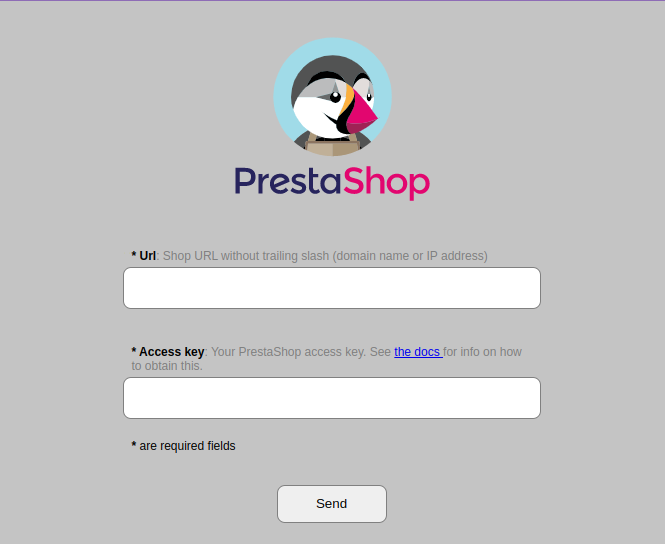 PrestaShop
* Url: Shop URL without trailing slash (domain name or IP address)
* Access key: Your PrestaShop access key. See the docs for info on how
to obtain this.
* are required fields
Send